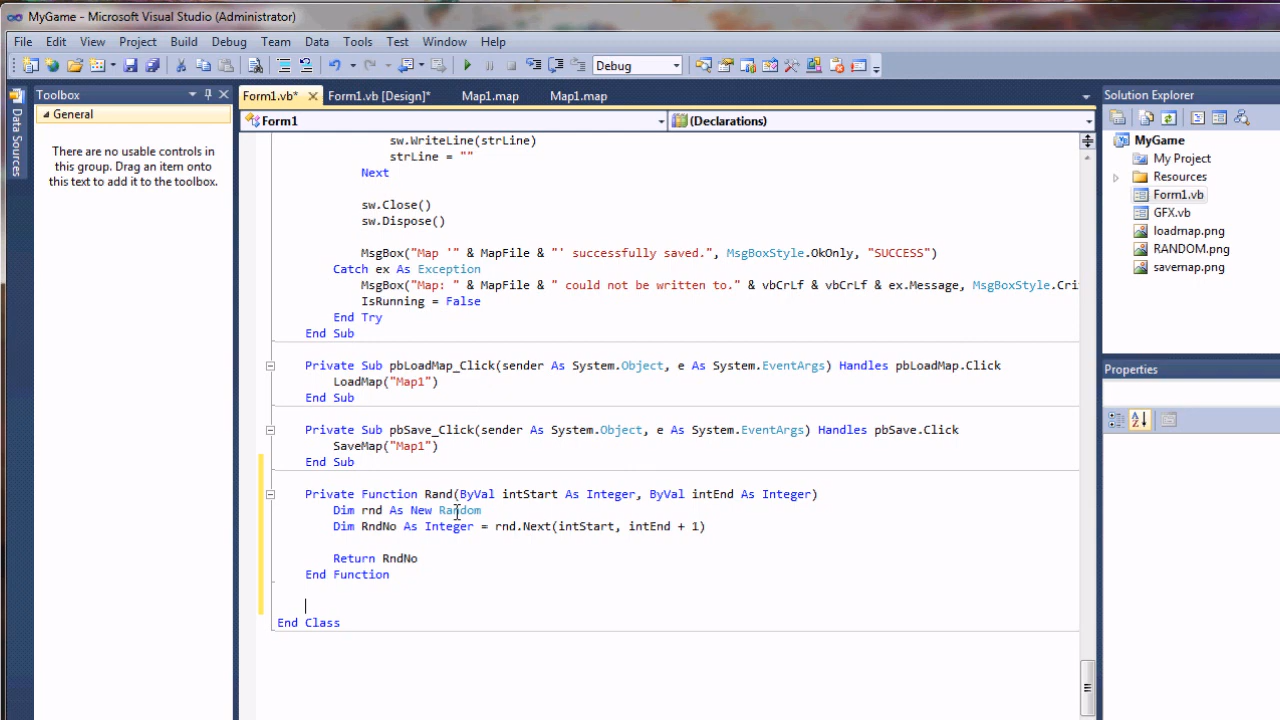 MyGame - Microsoft Visual Studio (Administrator)
File Edit View Project Build Debug Team Data Tools Test Window Help
Debug
Toolbox
General
There are no usable controls in
this group. Drag an item onto
this text to add it to the toolbox.
Data Sources
Form1.vb* Form1.vb [Design]* Map1.map Map1.map
Form1 (Declarations)
sw.WriteLine(strLine)
strLine = ""
Next
sw.Close()
sw.Dispose()
MsgBox("Map '" & MapFile & "' successfully saved.", MsgBoxStyle.OkOnly, "SUCCESS")
Catch ex As Exception
MsgBox("Map: " & MapFile & " could not be written to." & vbCrLf & vbCrLf & ex.Message, MsgBoxStyle.Cri
IsRunning = False
End Try
End Sub
Private Sub pbLoadMap_Click(sender As System.Object, e As System.EventArgs) Handles pbLoadMap.Click
LoadMap("Map1")
End Sub
Private Sub pbSave_Click(sender As System.Object, e As System.EventArgs) Handles pbSave.Click
SaveMap("Map1")
End Sub
Private Function Rand(ByVal intStart As Integer, ByVal intEnd As Integer)
Dim rnd As New Random
Dim RndNo As Integer = rnd.Next(intStart, intEnd + 1)
Return RndNo
End Function
End Class
Solution Explorer
MyGame
My Project
Resources
Form1.vb
GFX.vb
loadmap.png
RANDOM.png
savemap.png
Properties